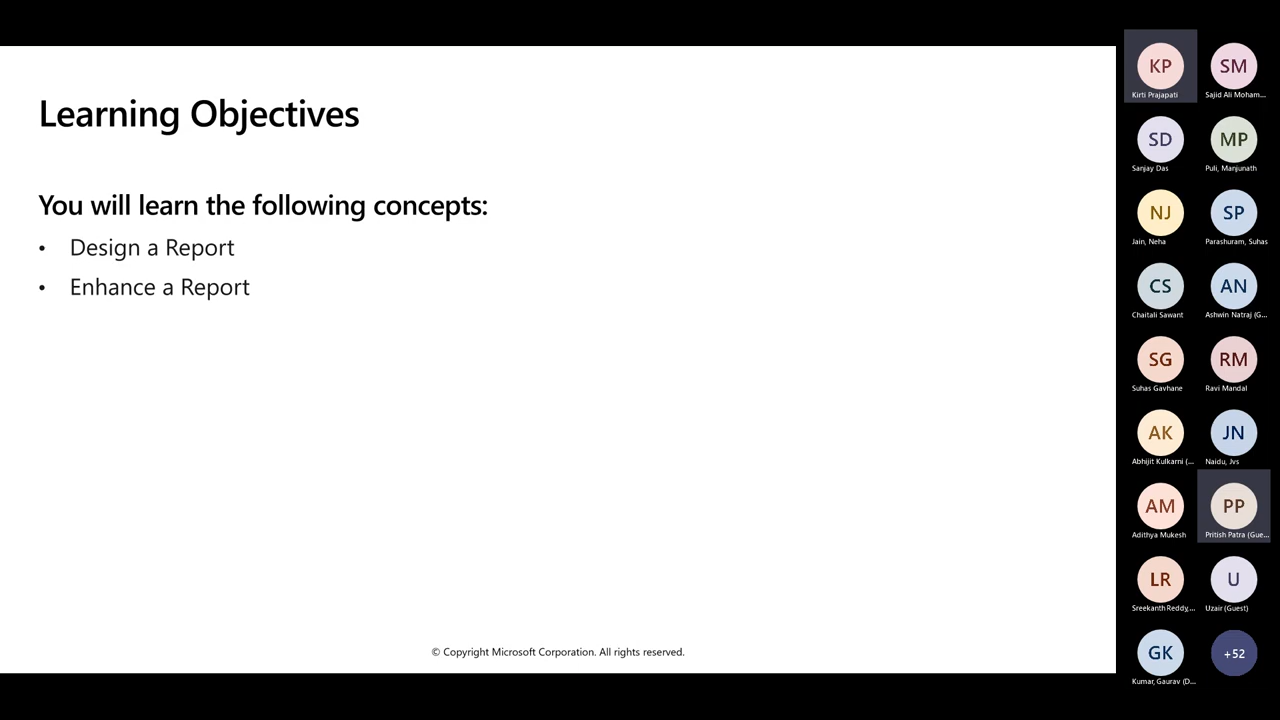 Learning Objectives
You will learn the following concepts:
• Design a Report
• Enhance a Report
© Copyright Microsoft Corporation. All rights reserved.
KP SM
Kirti Prajapati Sajid Ali Moham...
SD MP
Sanjay Das Puli, Manjunath
NJ SP
Jain, Neha Parashuram, Suhas
CS AN
Chaitali Sawant Ashwin Natraj (G...
SG RM
Suhas Gavhane Ravi Mandal
AK JN
Abhijit Kulkarni (... Naidu, Jvs
AM PP
Adithya Mukesh Pritish Patra (Gue...
LR U
Sreekanth Reddy,... Uzair (Guest)
GK +52
Kumar, Gaurav (D...